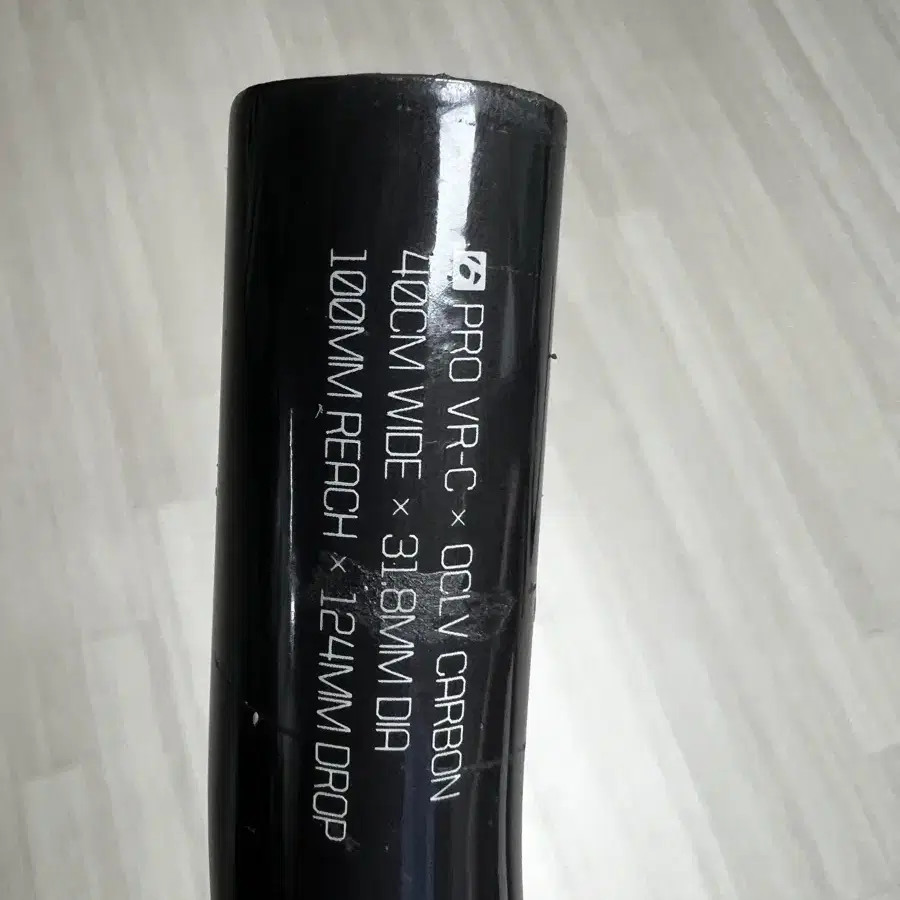 PRO VR-C × OCLV CARBON
40CM WIDE × 31.8MM DIA
100MM REACH × 124MM DROP